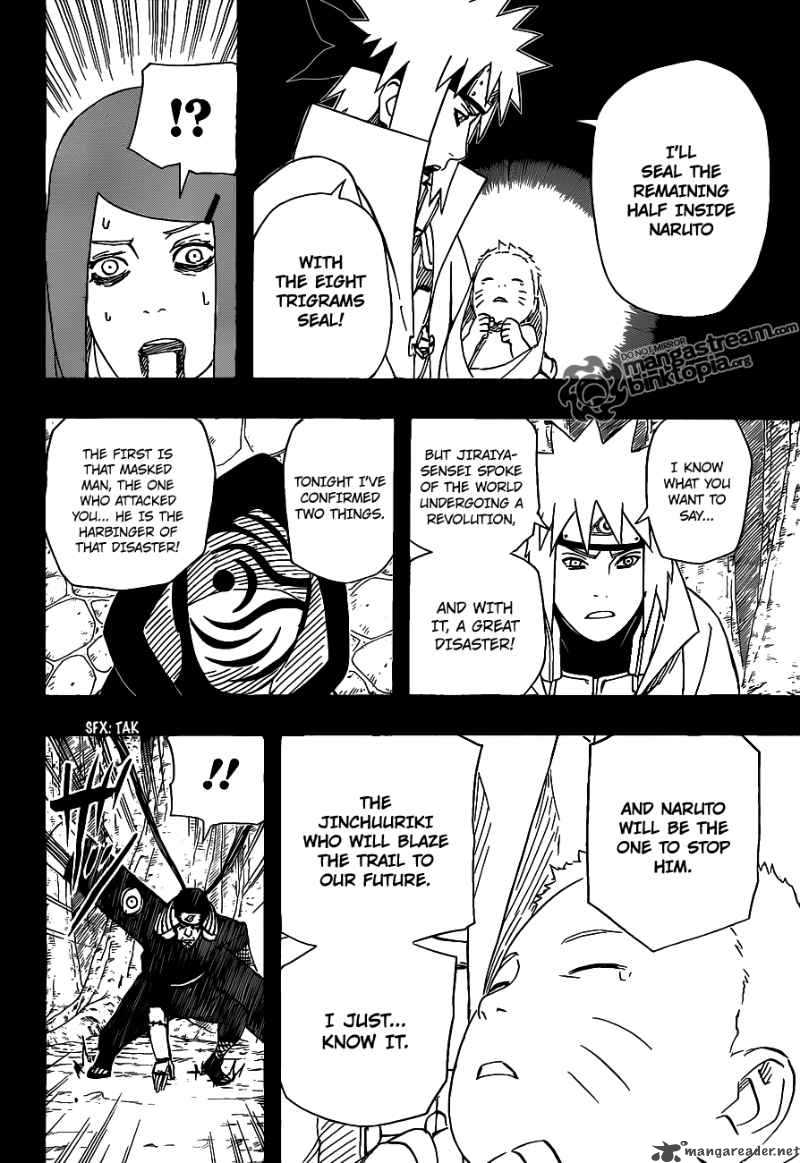 I'LL
SEAL THE
REMAINING
HALF INSIDE
NARUTO
WITH
THE EIGHT
TRIGRAMS
SEAL!
!?
DO NOT MIRROR
mangastream.com
binktopia.org
I KNOW
WHAT YOU
WANT TO
SAY...
BUT JIRAIYA-
SENSEI SPOKE
OF THE WORLD
UNDERGOING A
REVOLUTION,
AND WITH
IT, A GREAT
DISASTER!
TONIGHT I'VE
CONFIRMED
TWO THINGS.
THE FIRST IS
THAT MASKED
MAN, THE ONE
WHO ATTACKED
YOU... HE IS THE
HARBINGER OF
THAT DISASTER!
AND NARUTO
WILL BE THE
ONE TO STOP
HIM.
THE
JINCHUURIKI
WHO WILL BLAZE
THE TRAIL TO
OUR FUTURE.
I JUST...
KNOW IT.
SFX: TAK
!!
mangareader.net